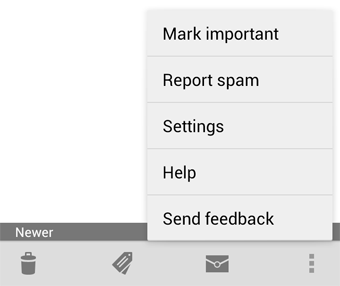 Mark important
Report spam
Settings
Help
Send feedback
Newer